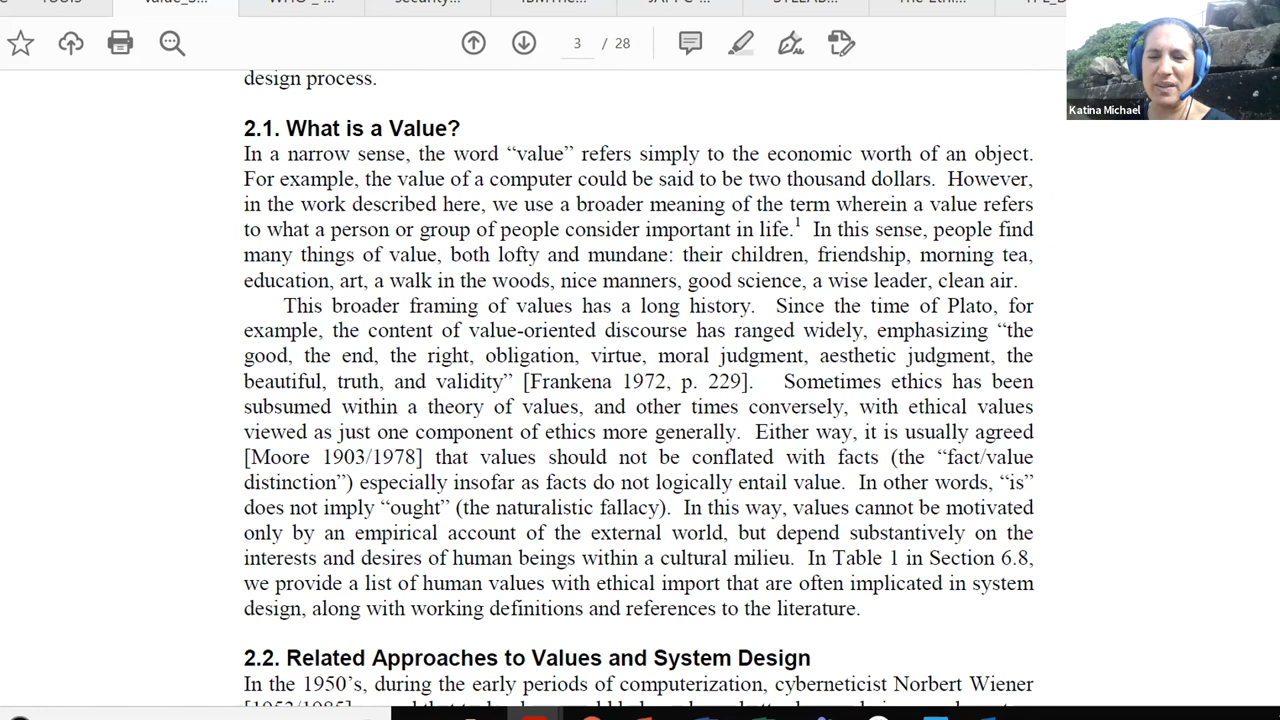 TOOLS
value_s...
WHO _ ...
security...
3 / 28
Katina Michael
design process.
2.1. What is a Value?
In a narrow sense, the word “value” refers simply to the economic worth of an object.
For example, the value of a computer could be said to be two thousand dollars. However,
in the work described here, we use a broader meaning of the term wherein a value refers
to what a person or group of people consider important in life.1 In this sense, people find
many things of value, both lofty and mundane: their children, friendship, morning tea,
education, art, a walk in the woods, nice manners, good science, a wise leader, clean air.
This broader framing of values has a long history. Since the time of Plato, for
example, the content of value-oriented discourse has ranged widely, emphasizing “the
good, the end, the right, obligation, virtue, moral judgment, aesthetic judgment, the
beautiful, truth, and validity” [Frankena 1972, p. 229]. Sometimes ethics has been
subsumed within a theory of values, and other times conversely, with ethical values
viewed as just one component of ethics more generally. Either way, it is usually agreed
[Moore 1903/1978] that values should not be conflated with facts (the “fact/value
distinction”) especially insofar as facts do not logically entail value. In other words, “is”
does not imply “ought” (the naturalistic fallacy). In this way, values cannot be motivated
only by an empirical account of the external world, but depend substantively on the
interests and desires of human beings within a cultural milieu. In Table 1 in Section 6.8,
we provide a list of human values with ethical import that are often implicated in system
design, along with working definitions and references to the literature.
2.2. Related Approaches to Values and System Design
In the 1950’s, during the early periods of computerization, cyberneticist Norbert Wiener